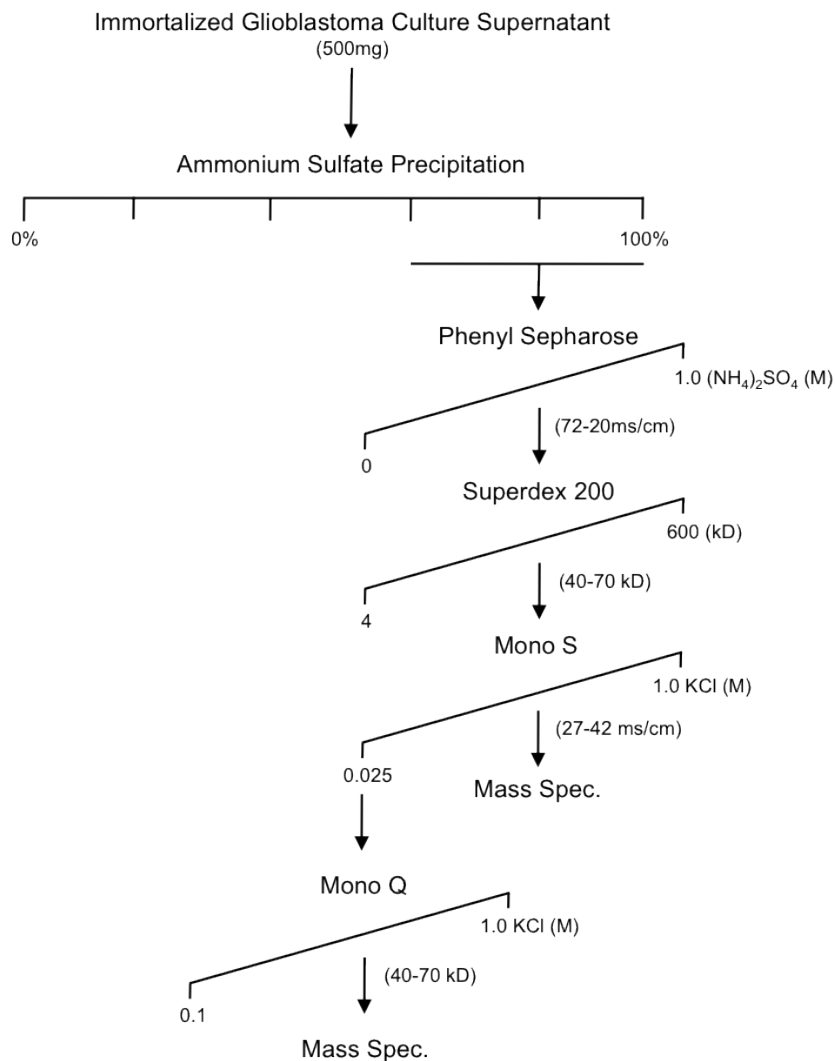 Immortalized Glioblastoma Culture Supernatant
(500mg)
Ammonium Sulfate Precipitation
0%
100%
Phenyl Sepharose
1.0 (NH₄)₂SO₄ (M)
(72-20ms/cm)
0
Superdex 200
600 (kD)
(40-70 kD)
4
Mono S
1.0 KCl (M)
(27-42 ms/cm)
0.025
Mass Spec.
Mono Q
1.0 KCl (M)
(40-70 kD)
0.1
Mass Spec.